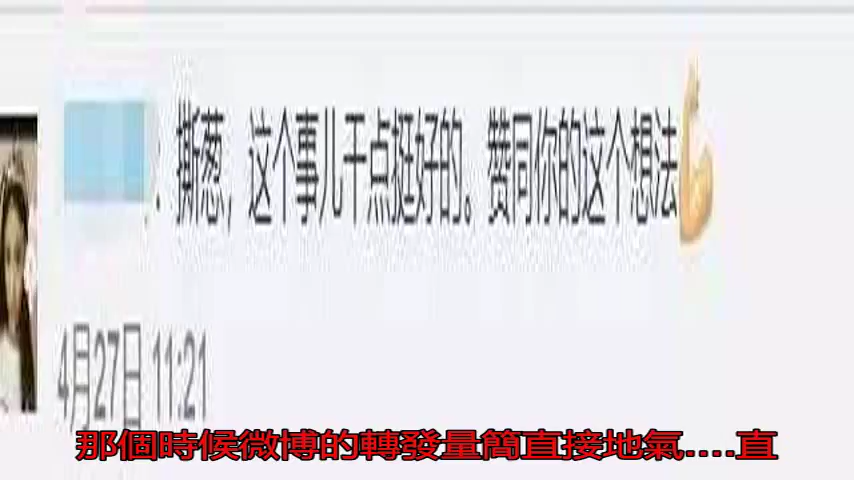 ：撕葱，这个事儿干点挺好的。赞同你的这个想法💪
4月27日 11:21
那個時候微博的轉發量簡直接地氣....直